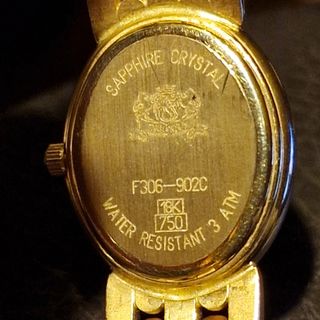 SAPPHIRE CRYSTAL
F306-902C
18K
750
WATER RESISTANT 3 ATM